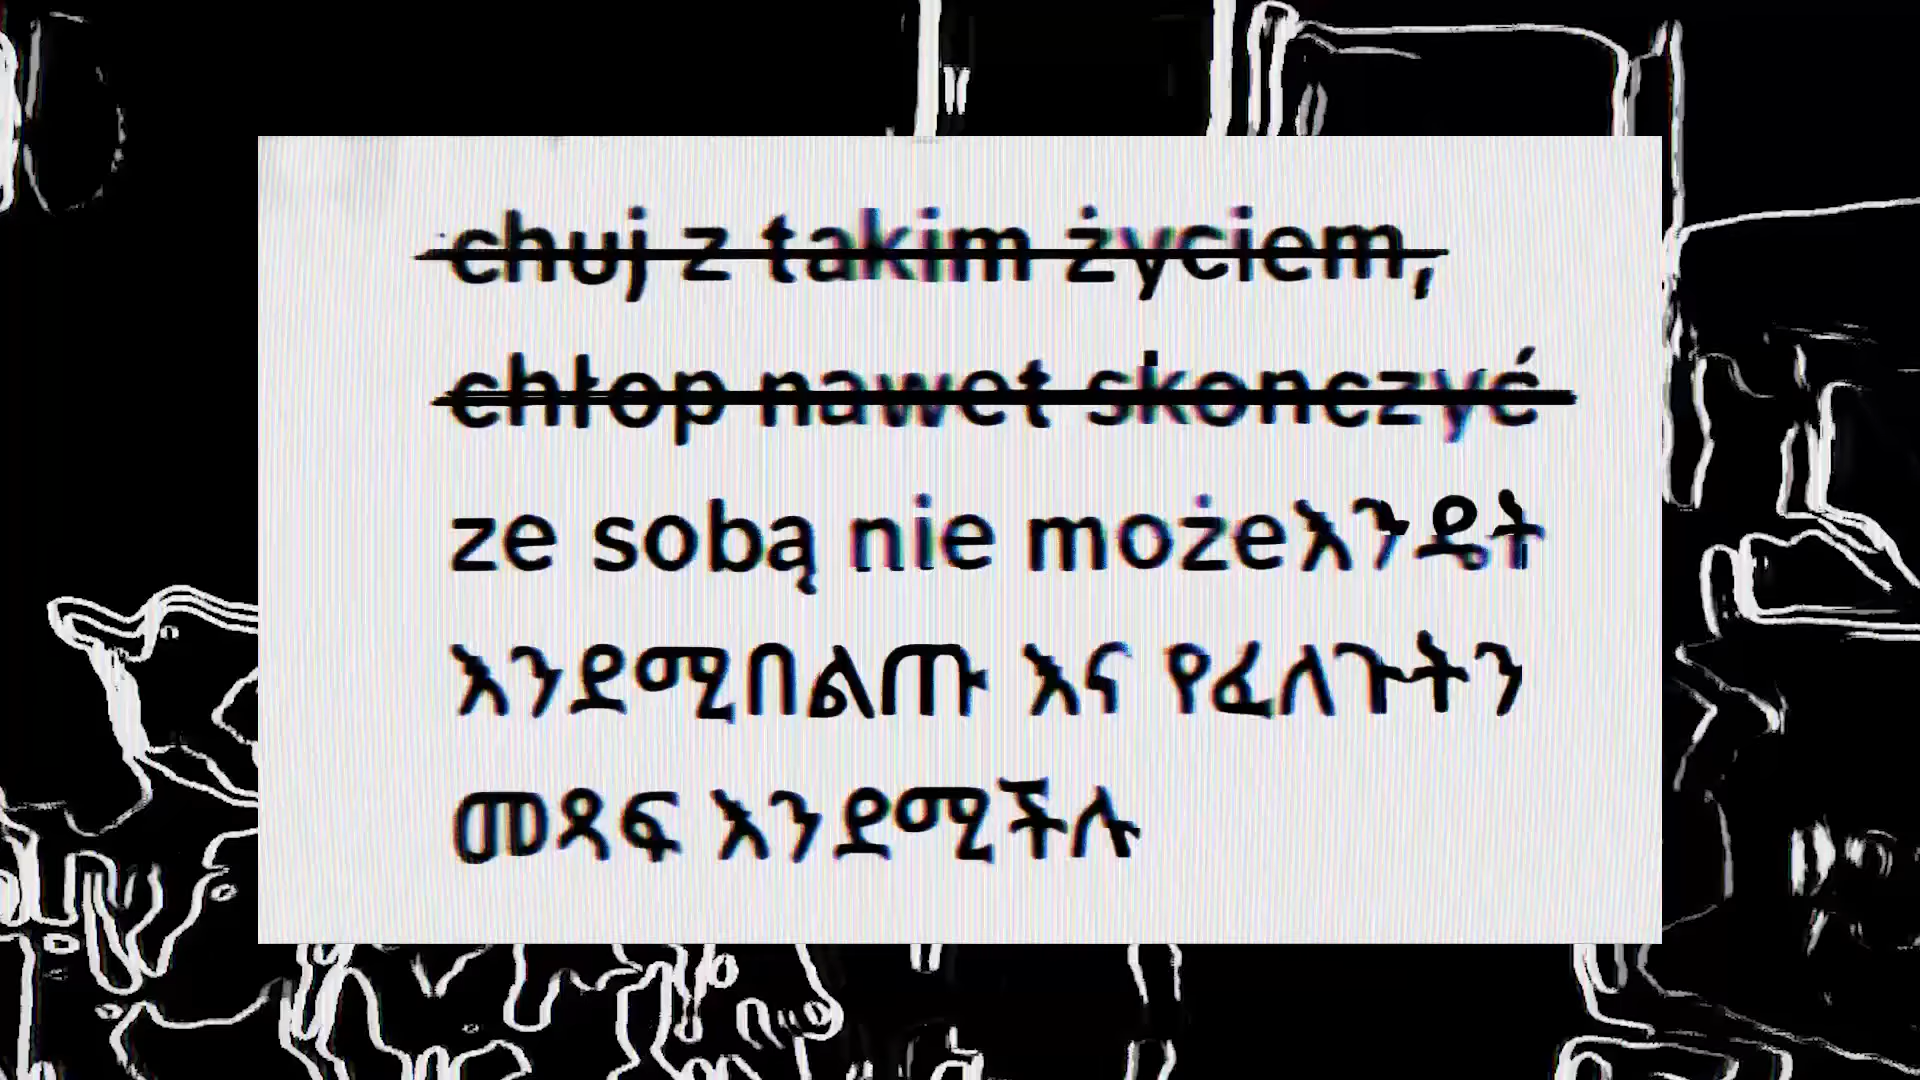 chuj z takim życiem,
chłop nawet skonczyć
ze sobą nie możeእንዴት
እንደሚበልጡ እና የፈለጉትን
መጻፍ እንደሚችሉ